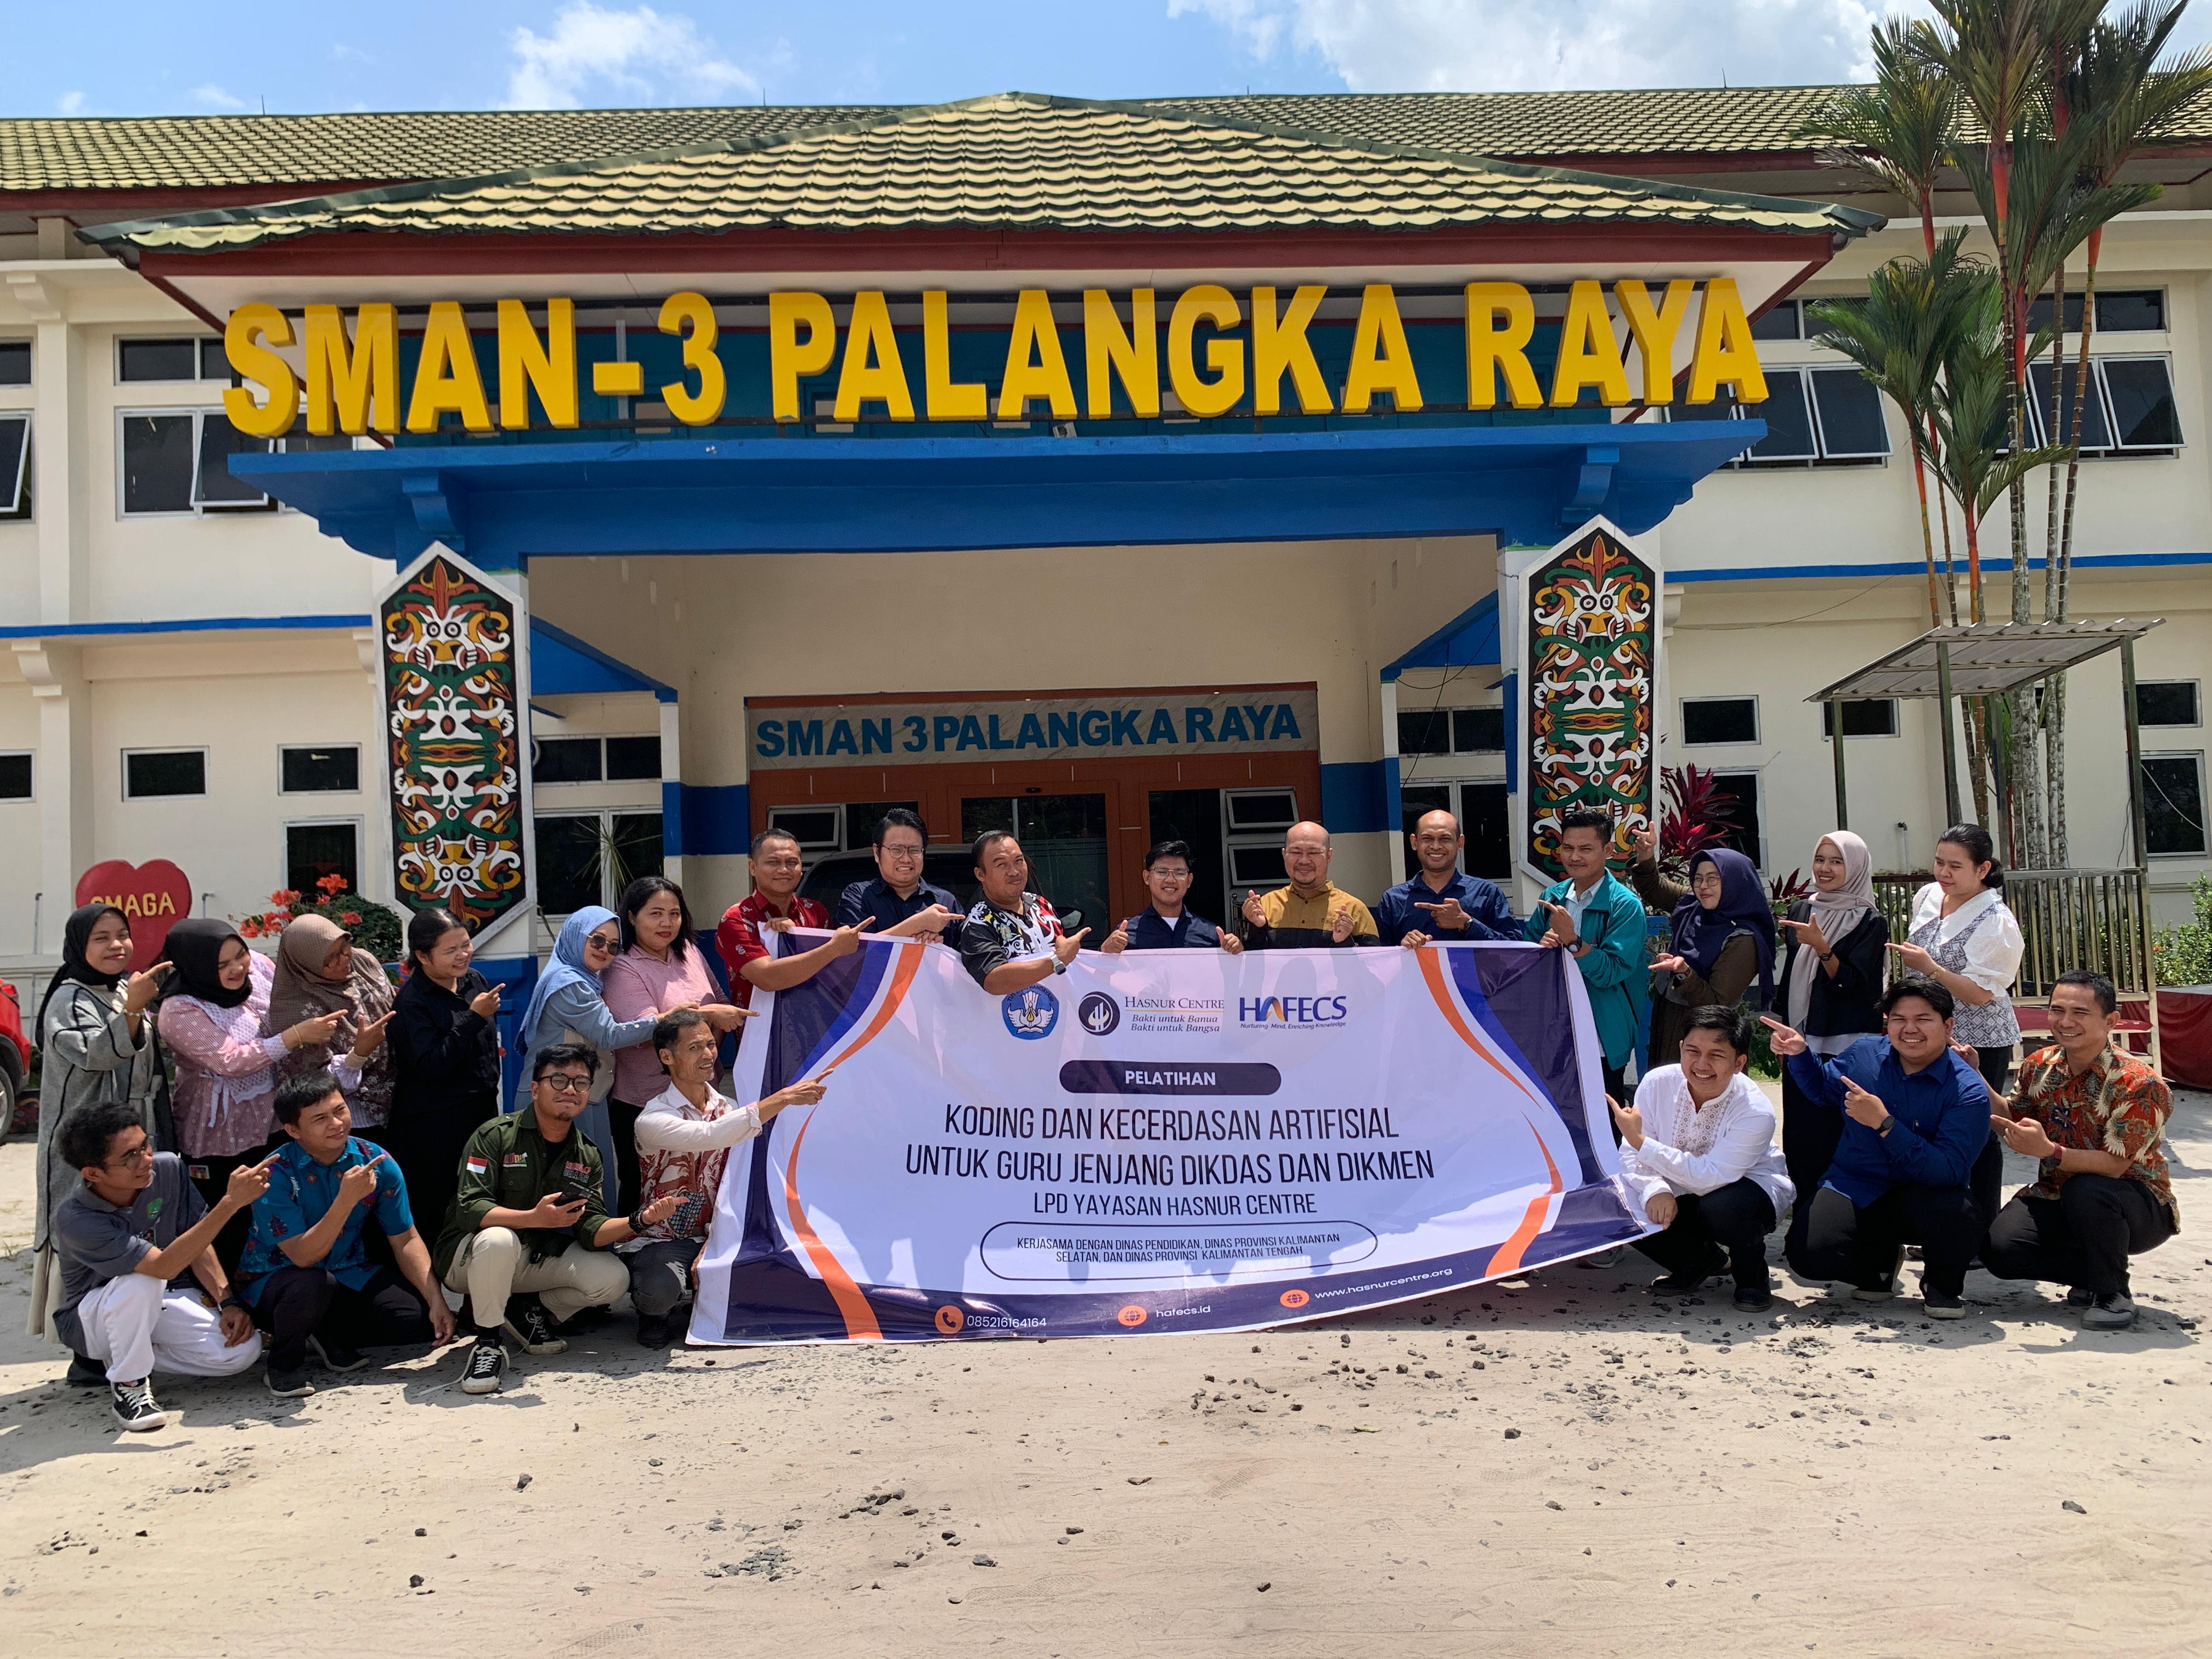 SMAN-3 PALANGKA RAYA
SMAN 3 PALANGKA RAYA
SMAGA
HASNUR CENTRE
Bakti untuk Banua
Bakti untuk Bangsa
HAFECS
Nurturing Mind, Enriching Knowledge
PELATIHAN
KODING DAN KECERDASAN ARTIFISIAL
UNTUK GURU JENJANG DIKDAS DAN DIKMEN
LPD YAYASAN HASNUR CENTRE
KERJASAMA DENGAN DINAS PENDIDIKAN, DINAS PROVINSI KALIMANTAN
SELATAN, DAN DINAS PROVINSI KALIMANTAN TENGAH
085216164164
hafecs.id
www.hasnurcentre.org